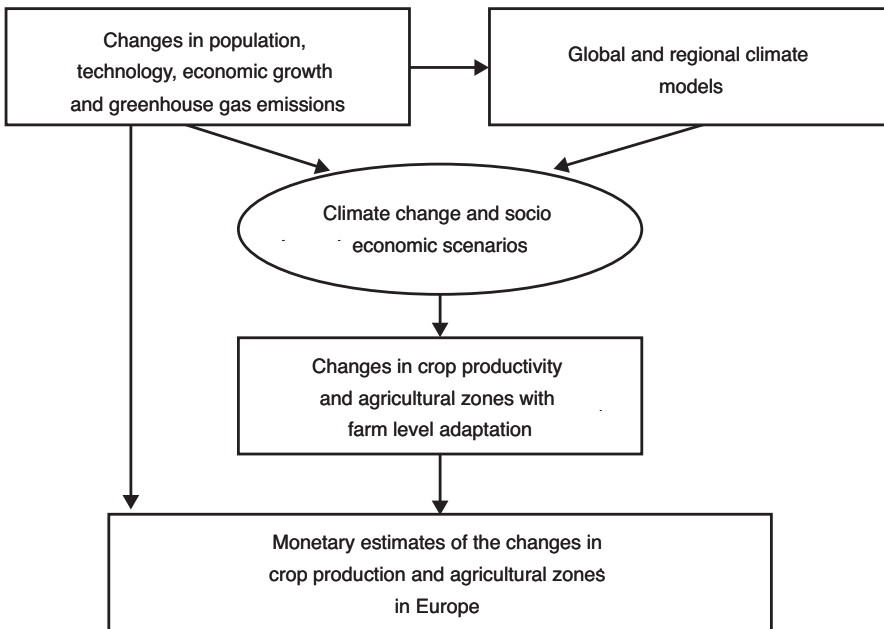 Changes in population,
technology, economic growth
and greenhouse gas emissions
Global and regional climate
models
Climate change and socio
economic scenarios
Changes in crop productivity
and agricultural zones with
farm level adaptation
Monetary estimates of the changes in
crop production and agricultural zones
in Europe